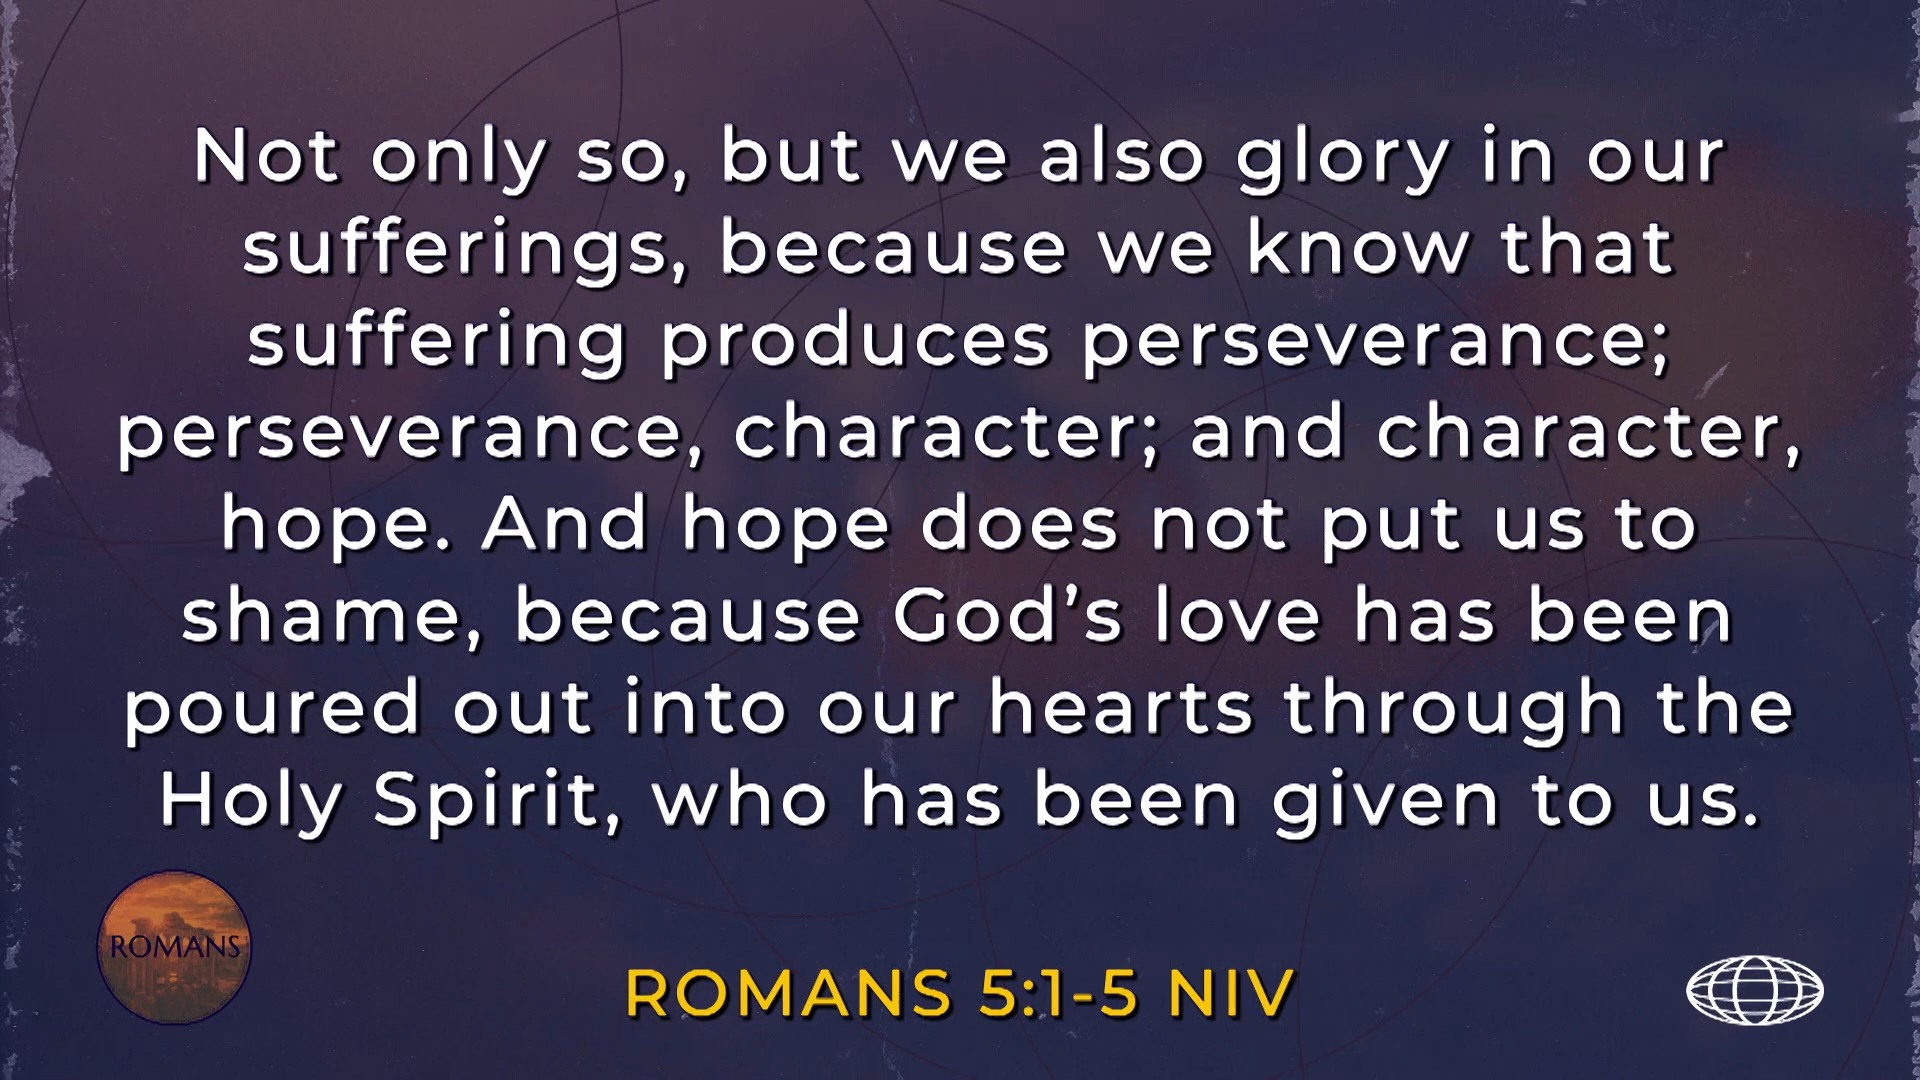 Not only so, but we also glory in our
sufferings, because we know that
suffering produces perseverance;
perseverance, character; and character,
hope. And hope does not put us to
shame, because God’s love has been
poured out into our hearts through the
Holy Spirit, who has been given to us.
ROMANS
ROMANS 5:1-5 NIV